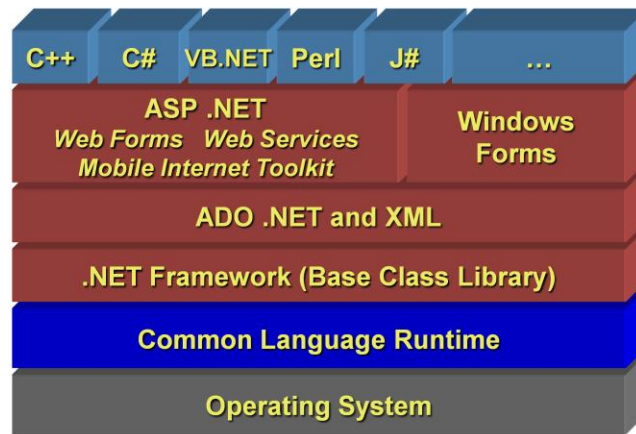 C++ C# VB.NET Perl J# ...
ASP .NET
Web Forms Web Services
Mobile Internet Toolkit
Windows
Forms
ADO .NET and XML
.NET Framework (Base Class Library)
Common Language Runtime
Operating System